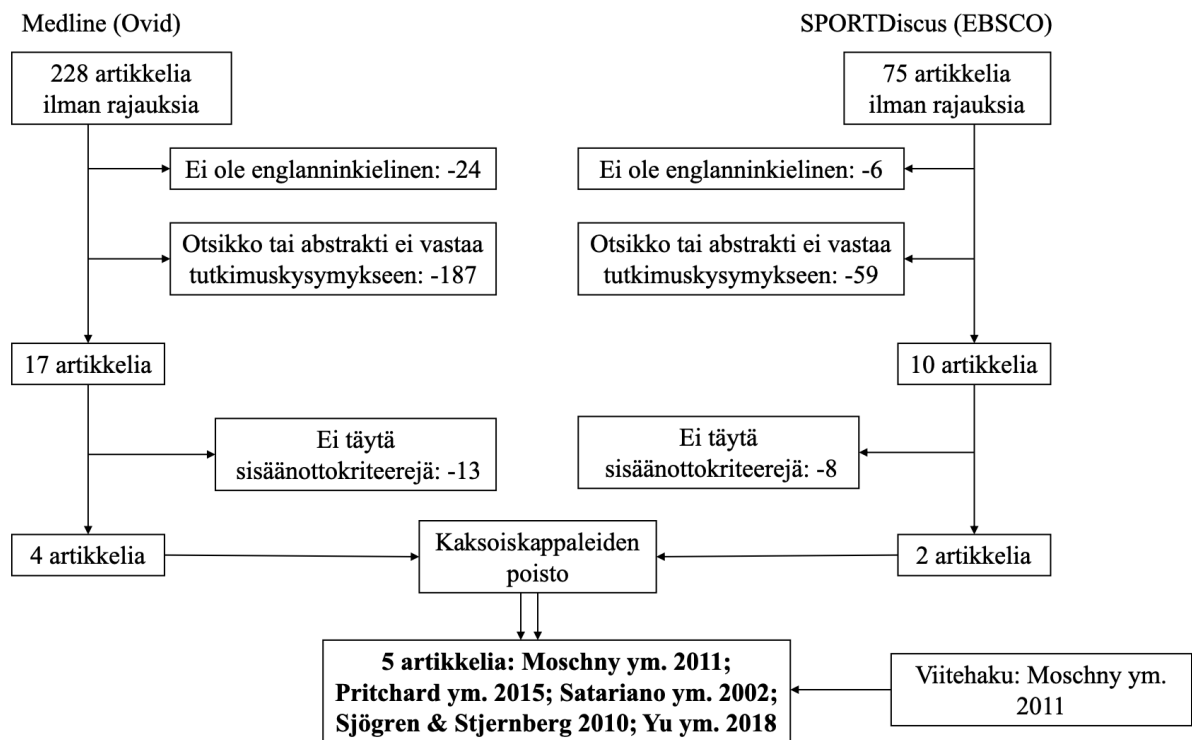 Medline (Ovid)
SPORTDiscus (EBSCO)
228 artikkelia
ilman rajauksia
75 artikkelia
ilman rajauksia
Ei ole englanninkielinen: -24
Ei ole englanninkielinen: -6
Otsikko tai abstrakti ei vastaa
tutkimuskysymykseen: -187
Otsikko tai abstrakti ei vastaa
tutkimuskysymykseen: -59
17 artikkelia
10 artikkelia
Ei täytä
sisäänottokriteerejä: -13
Ei täytä
sisäänottokriteerejä: -8
4 artikkelia
Kaksoiskappaleiden
poisto
2 artikkelia
5 artikkelia: Moschny ym. 2011;
Pritchard ym. 2015; Satariano ym. 2002;
Sjögren & Stjernberg 2010; Yu ym. 2018
Viitehaku: Moschny ym.
2011